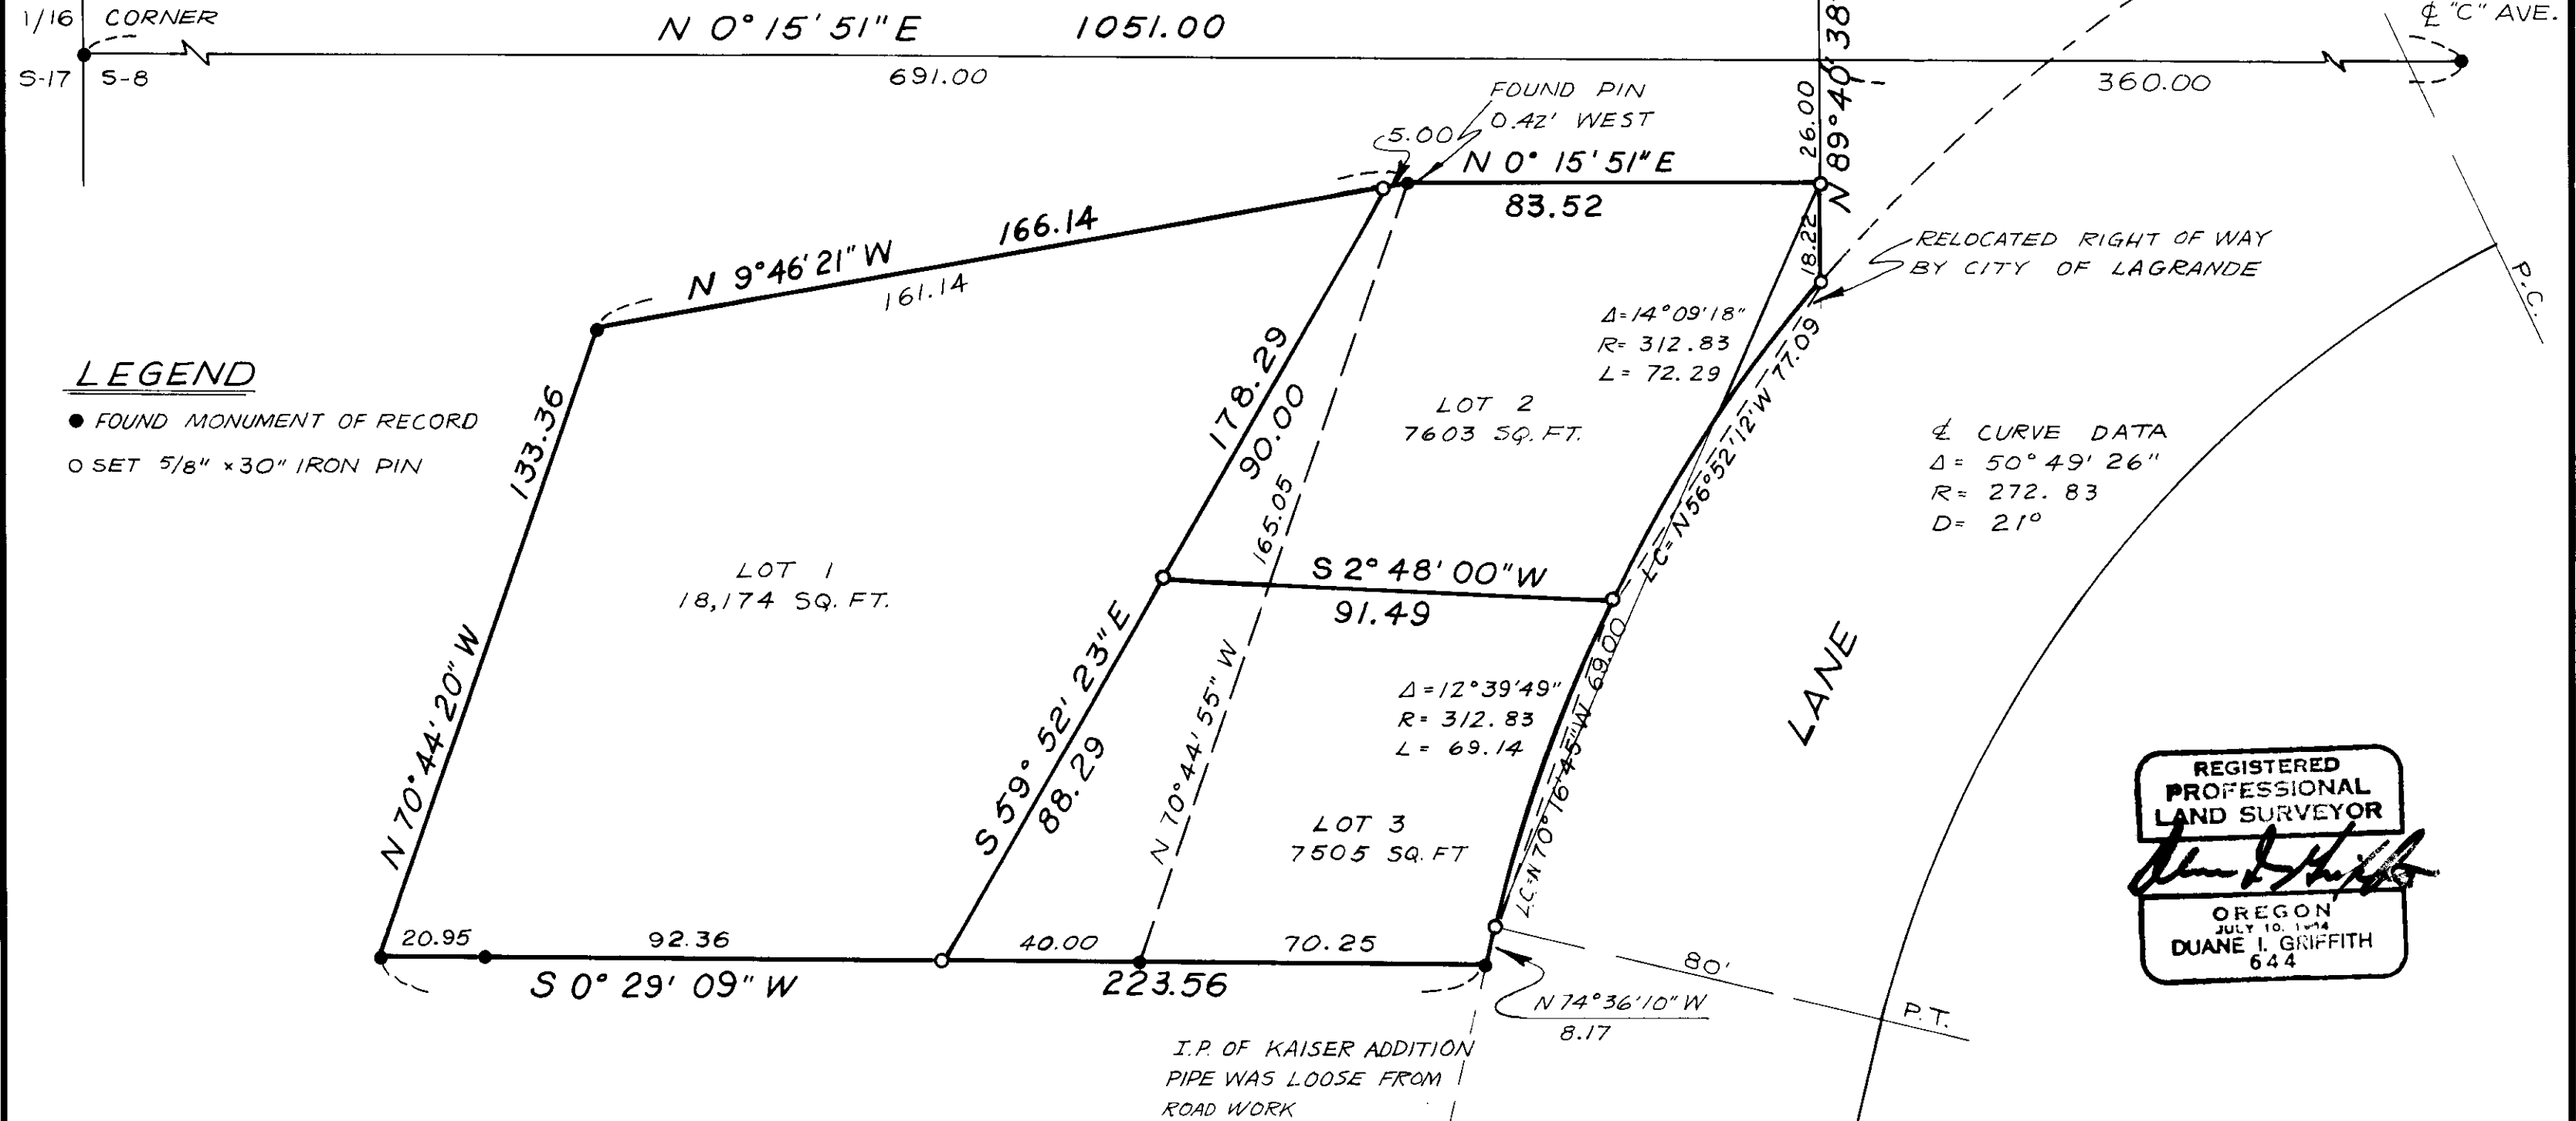 1/16 CORNER
S-17 S-8
N 0° 15' 51" E 1051.00
691.00
360.00
℄ "C" AVE.
P.C.
FOUND PIN
0.42' WEST
5.00
N 0° 15' 51" E
83.52
26.00
N 89° 40' 38"
18.22
RELOCATED RIGHT OF WAY
BY CITY OF LAGRANDE
N 9° 46' 21" W 166.14
161.14
LEGEND
● FOUND MONUMENT OF RECORD
○ SET 5/8" x 30" IRON PIN
133.36
N 70° 44' 20" W
LOT 1
18,174 SQ. FT.
178.29
90.00
S 59° 52' 23" E
88.29
165.05
N 70° 44' 55" W
Δ= 14° 09' 18"
R= 312.83
L= 72.29
LOT 2
7603 SQ. FT.
LC= N 56° 52' 12" W 77.09
℄ CURVE DATA
Δ= 50° 49' 26"
R= 272.83
D= 21°
S 2° 48' 00" W
91.49
Δ= 12° 39' 49"
R= 312.83
L= 69.14
LOT 3
7505 SQ. FT
LC= N 70° 16' 45" W 69.00
LANE
20.95
92.36
40.00
70.25
S 0° 29' 09" W
223.56
80'
P.T.
N 74° 36' 10" W
8.17
I.P. OF KAISER ADDITION
PIPE WAS LOOSE FROM
ROAD WORK
REGISTERED
PROFESSIONAL
LAND SURVEYOR
OREGON
JULY 10,
DUANE I. GRIFFITH
644